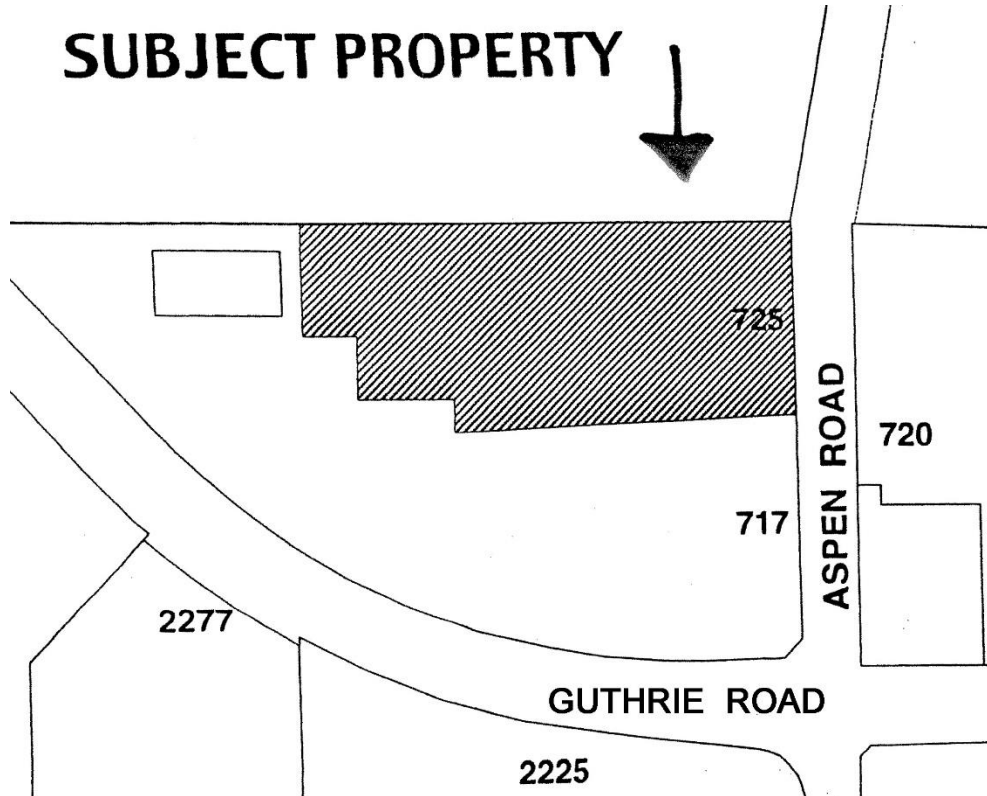 SUBJECT PROPERTY
725
720
717
ASPEN ROAD
2277
GUTHRIE ROAD
2225